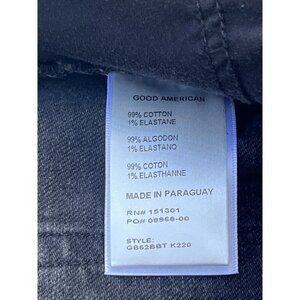 GOOD AMERICAN
99% COTTON
1% ELASTANE
99% ALGODON
1% ELASTANO
99% COTON
1% ELASTHANNE
MADE IN PARAGUAY
RN# 151301
PO# 08968-00
STYLE:
GB62BBT K220